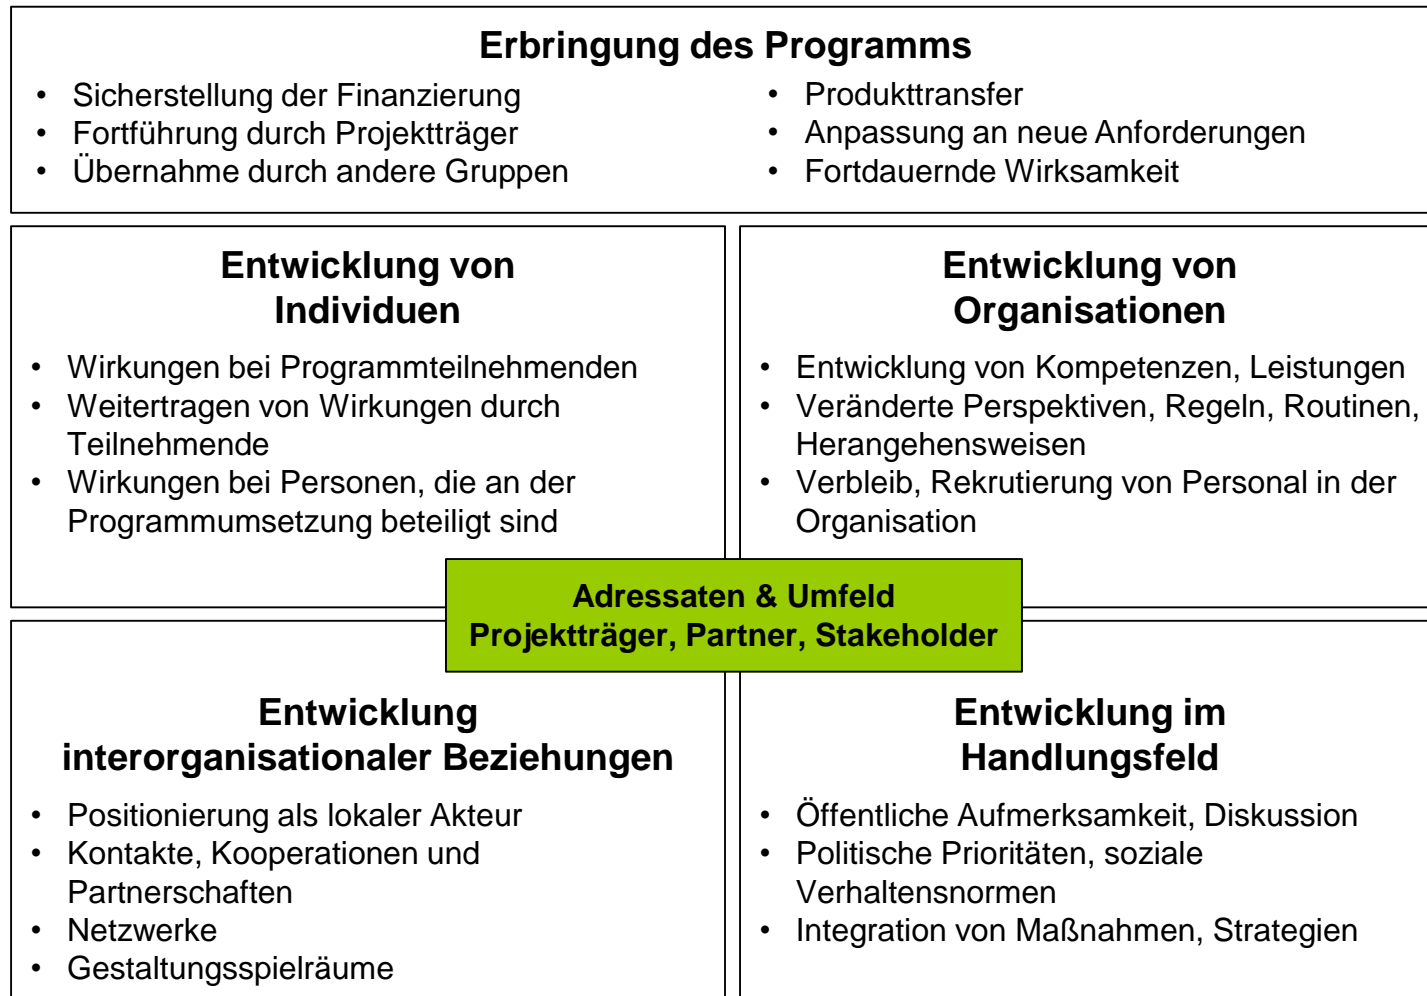 Erbringung des Programms
• Sicherstellung der Finanzierung
• Fortführung durch Projektträger
• Übernahme durch andere Gruppen
• Produkttransfer
• Anpassung an neue Anforderungen
• Fortdauernde Wirksamkeit
Entwicklung von
Individuen
• Wirkungen bei Programmteilnehmenden
• Weitertragen von Wirkungen durch
Teilnehmende
• Wirkungen bei Personen, die an der
Programmumsetzung beteiligt sind
Entwicklung von
Organisationen
• Entwicklung von Kompetenzen, Leistungen
• Veränderte Perspektiven, Regeln, Routinen,
Herangehensweisen
• Verbleib, Rekrutierung von Personal in der
Organisation
Adressaten & Umfeld
Projektträger, Partner, Stakeholder
Entwicklung
interorganisationaler Beziehungen
• Positionierung als lokaler Akteur
• Kontakte, Kooperationen und
Partnerschaften
• Netzwerke
• Gestaltungsspielräume
Entwicklung im
Handlungsfeld
• Öffentliche Aufmerksamkeit, Diskussion
• Politische Prioritäten, soziale
Verhaltensnormen
• Integration von Maßnahmen, Strategien